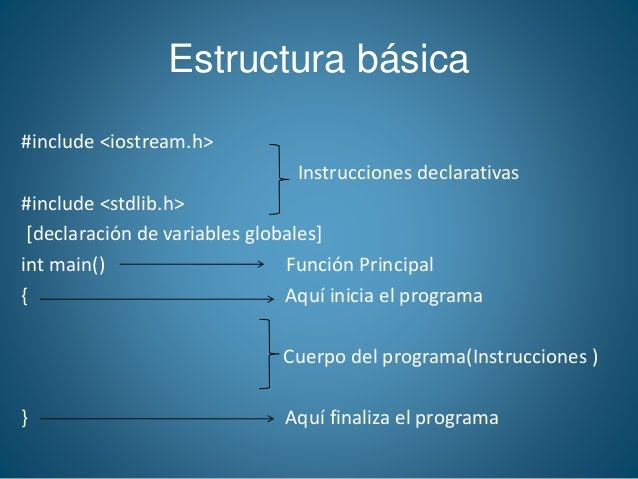 Estructura básica
#include <iostream.h>
Instrucciones declarativas
#include <stdlib.h>
[declaración de variables globales]
int main() Función Principal
{ Aquí inicia el programa
Cuerpo del programa(Instrucciones )
} Aquí finaliza el programa